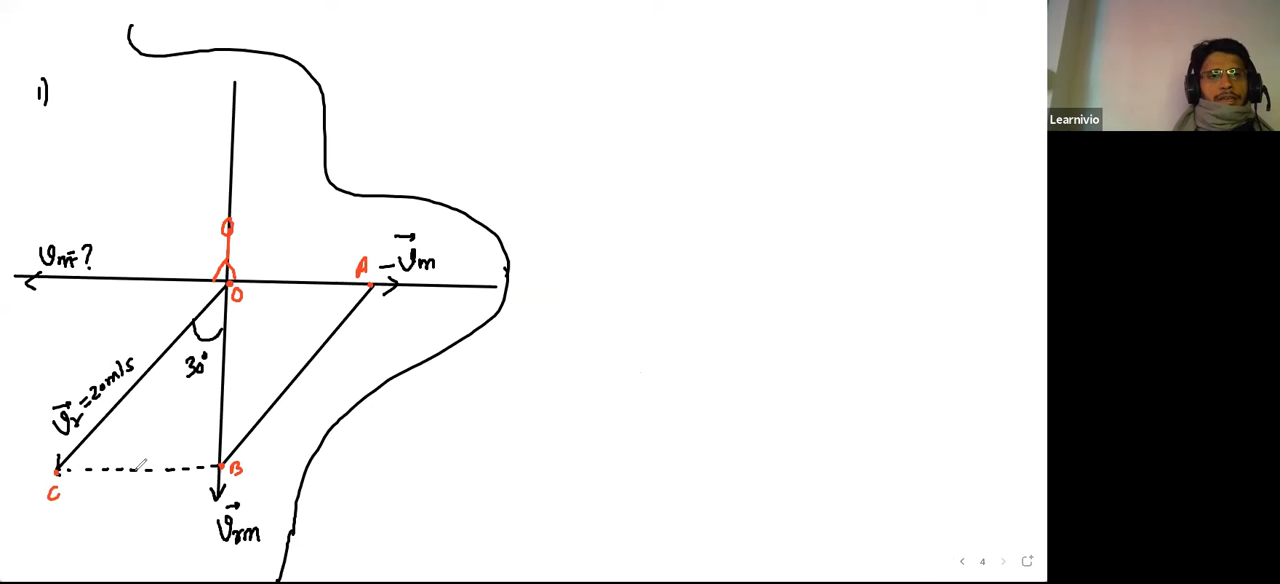 1)
A
-v⃗m
vm=?
O
30°
v⃗r = 20m/s
B
C
v⃗rm
Learnivio
4